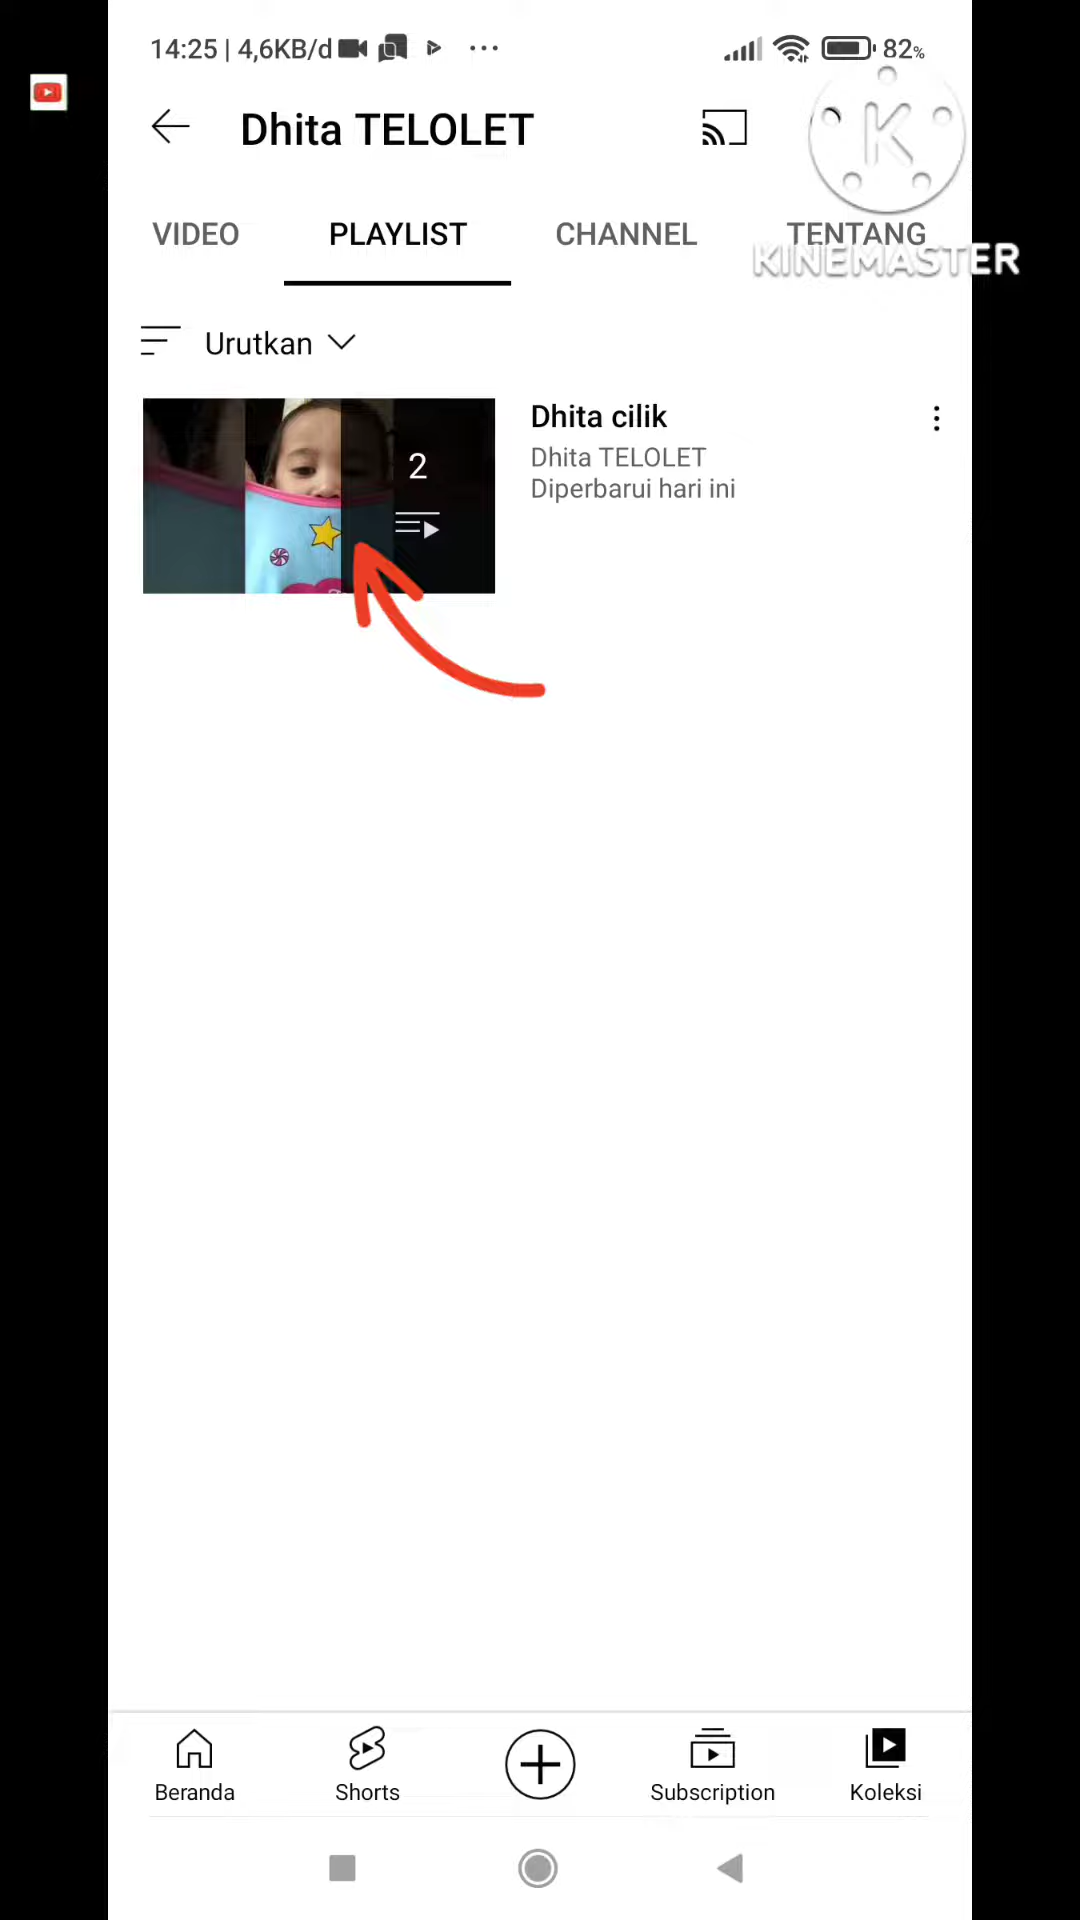 14:25 | 4,6KB/d
82%
Dhita TELOLET
VIDEO
PLAYLIST
CHANNEL
TENTANG
K
KINEMASTER
Urutkan
2
Dhita cilik
Dhita TELOLET
Diperbarui hari ini
Beranda
Shorts
Subscription
Koleksi